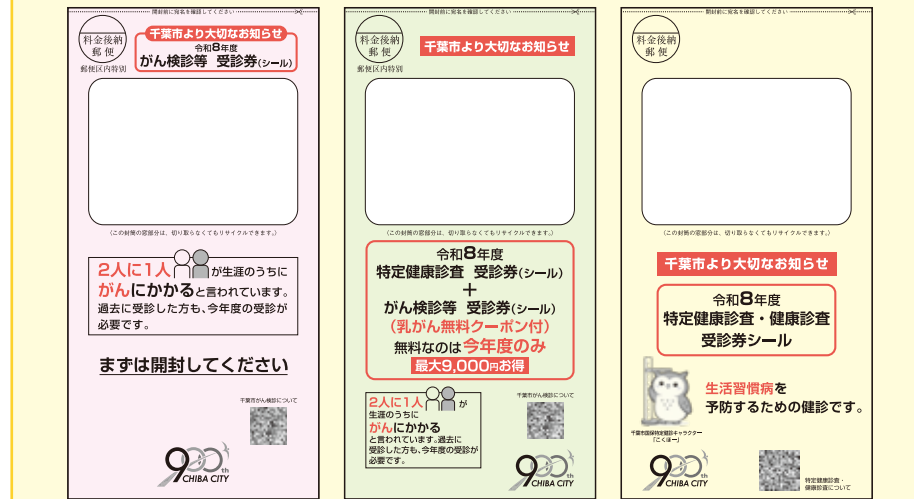 開封前に宛名を確認してください
料金後納
郵便
郵便区内特別
千葉市より大切なお知らせ
令和8年度
がん検診等 受診券(シール)
(この封筒の窓部分は、切り取らなくてもリサイクルできます。)
2人に1人が生涯のうちに
がんにかかると言われています。
過去に受診した方も、今年度の受診が
必要です。
まずは開封してください
千葉市がん検診について
900th
CHIBA CITY
開封前に宛名を確認してください
料金後納
郵便
郵便区内特別
千葉市より大切なお知らせ
(この封筒の窓部分は、切り取らなくてもリサイクルできます。)
令和8年度
特定健康診査 受診券(シール)
+
がん検診等 受診券(シール)
(乳がん無料クーポン付)
無料なのは今年度のみ
最大9,000円お得
2人に1人が
生涯のうちに
がんにかかる
と言われています。過去に
受診した方も、今年度の受診が
必要です。
千葉市がん検診について
900th
CHIBA CITY
開封前に宛名を確認してください
料金後納
郵便
(この封筒の窓部分は、切り取らなくてもリサイクルできます。)
千葉市より大切なお知らせ
令和8年度
特定健康診査・健康診査
受診券シール
生活習慣病を
予防するための健診です。
千葉市国保特定健診キャラクター
「こくほー」
900th
CHIBA CITY
特定健康診査・
健康診査について